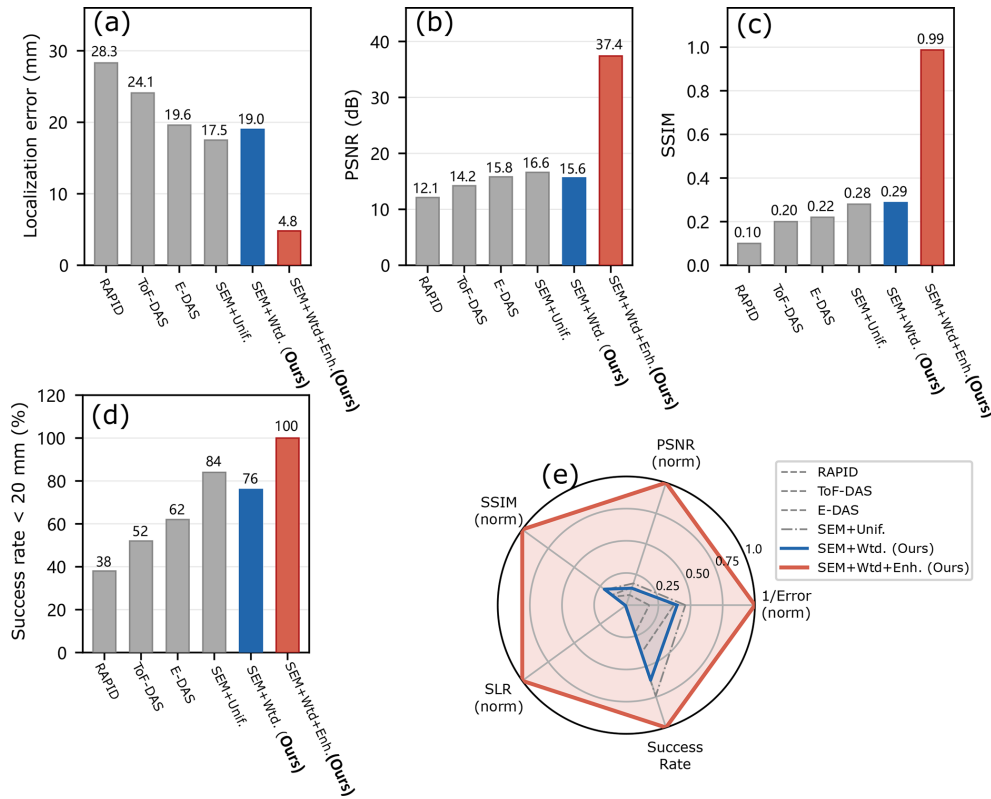 (a)
Localization error (mm)
30
20
10
0
28.3
24.1
19.6
17.5
19.0
4.8
RAPID
ToF-DAS
E-DAS
SEM+Unif.
SEM+Wtd. (Ours)
SEM+Wtd+Enh.(Ours)
(b)
PSNR (dB)
40
30
20
10
0
12.1
14.2
15.8
16.6
15.6
37.4
RAPID
ToF-DAS
E-DAS
SEM+Unif.
SEM+Wtd. (Ours)
SEM+Wtd+Enh.(Ours)
(c)
SSIM
1.0
0.8
0.6
0.4
0.2
0.0
0.10
0.20
0.22
0.28
0.29
0.99
RAPID
ToF-DAS
E-DAS
SEM+Unif.
SEM+Wtd. (Ours)
SEM+Wtd+Enh.(Ours)
(d)
Success rate < 20 mm (%)
120
100
80
60
40
20
0
38
52
62
84
76
100
RAPID
ToF-DAS
E-DAS
SEM+Unif.
SEM+Wtd. (Ours)
SEM+Wtd+Enh.(Ours)
(e)
PSNR
(norm)
SSIM
(norm)
SLR
(norm)
Success
Rate
1/Error
(norm)
0.25
0.50
0.75
1.0
RAPID
ToF-DAS
E-DAS
SEM+Unif.
SEM+Wtd. (Ours)
SEM+Wtd+Enh. (Ours)